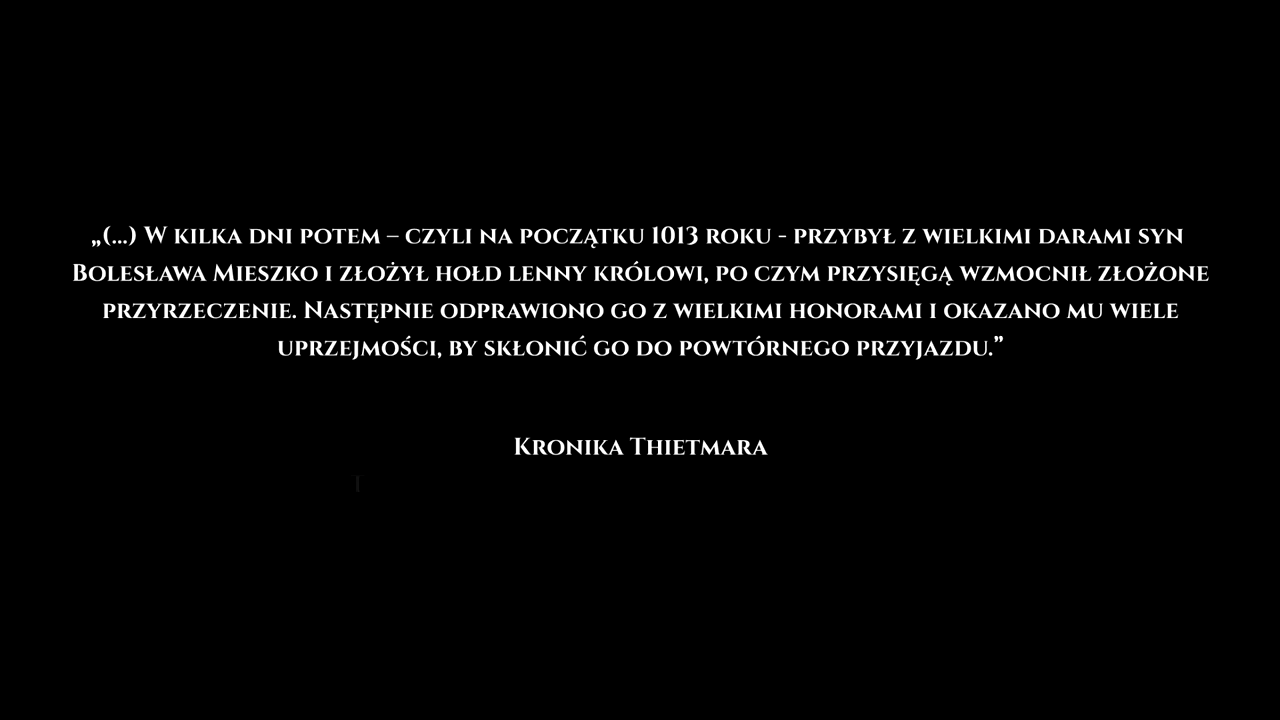 „(...) W kilka dni potem – czyli na początku 1013 roku - przybył z wielkimi darami syn
Bolesława Mieszko i złożył hołd lenny królowi, po czym przysięgą wzmocnił złożone
przyrzeczenie. Następnie odprawiono go z wielkimi honorami i okazano mu wiele
uprzejmości, by skłonić go do powtórnego przyjazdu.”
Kronika Thietmara